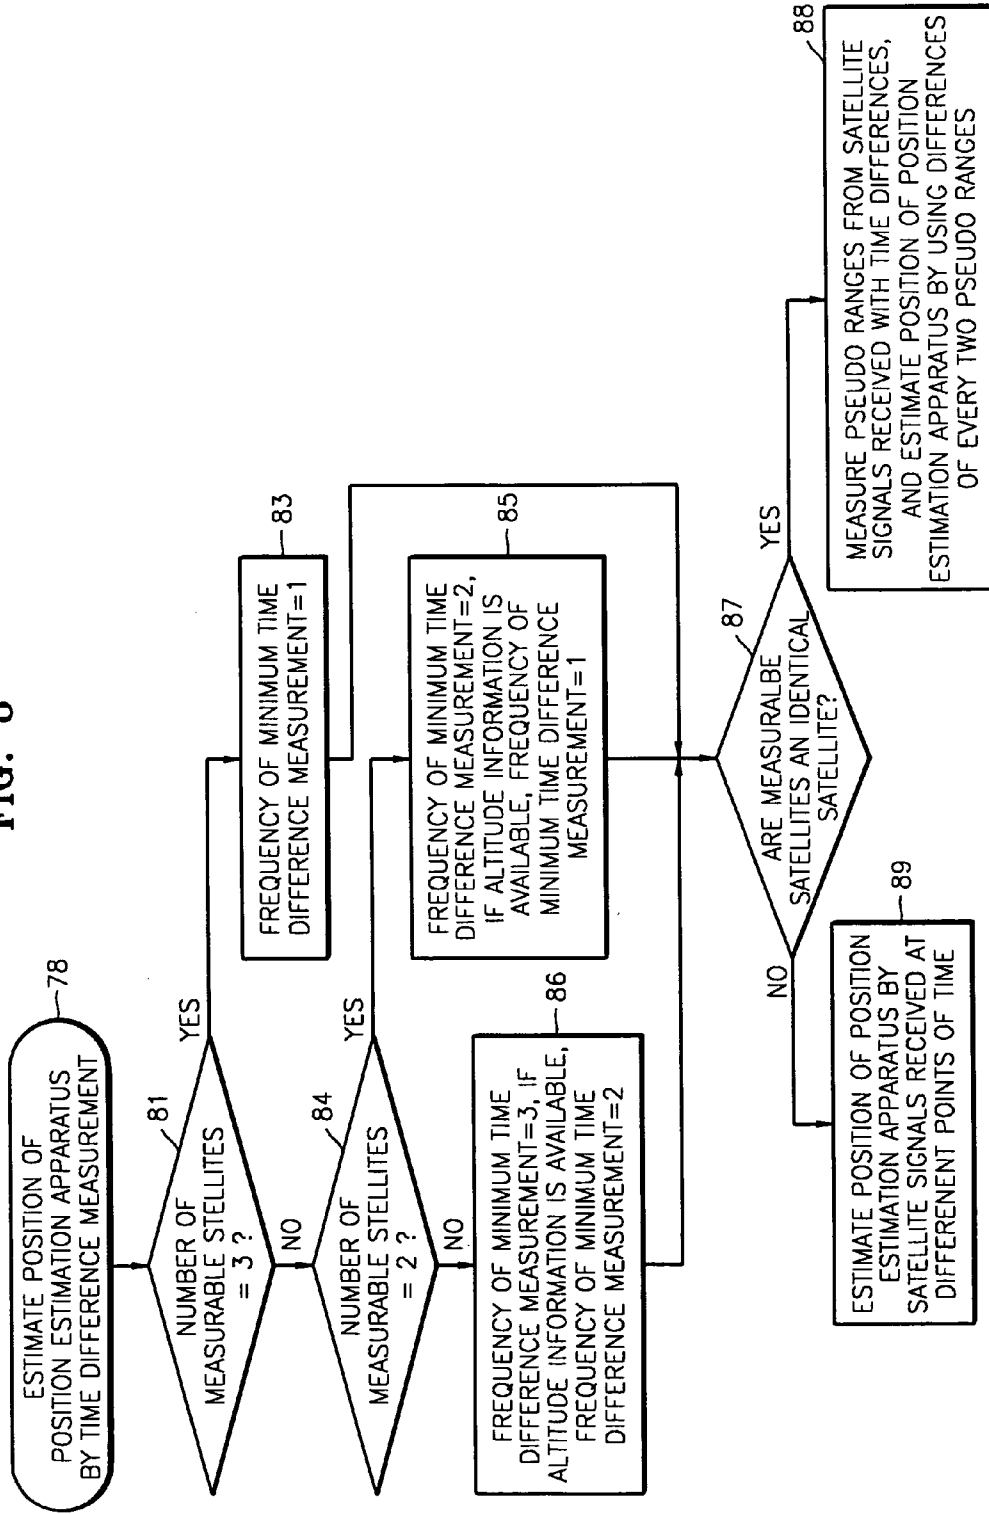 FIG. 8
ESTIMATE POSITION OF
POSITION ESTIMATION APPARATUS
BY TIME DIFFERENCE MEASUREMENT
78
NUMBER OF
MEASURABLE STELLITES
= 3 ?
81
YES
NO
FREQUENCY OF MINIMUM TIME
DIFFERENCE MEASUREMENT=1
83
NUMBER OF
MEASURABLE STELLITES
= 2 ?
84
YES
NO
FREQUENCY OF MINIMUM TIME
DIFFERENCE MEASUREMENT=2,
IF ALTITUDE INFORMATION IS
AVAILABLE, FREQUENCY OF
MINIMUM TIME DIFFERENCE
MEASUREMENT=1
85
FREQUENCY OF MINIMUM TIME
DIFFERENCE MEASUREMENT=3, IF
ALTITUDE INFORMATION IS AVAILABLE,
FREQUENCY OF MINIMUM TIME
DIFFERENCE MEASUREMENT=2
86
ARE MEASURALBE
SATELLITES AN IDENTICAL
SATELLITE?
87
YES
NO
MEASURE PSEUDO RANGES FROM SATELLITE
SIGNALS RECEIVED WITH TIME DIFFERENCES,
AND ESTIMATE POSITION OF POSITION
ESTIMATION APPARATUS BY USING DIFFERENCES
OF EVERY TWO PSEUDO RANGES
88
ESTIMATE POSITION OF POSITION
ESTIMATION APPARATUS BY
SATELLITE SIGNALS RECEIVED AT
DIFFERENT POINTS OF TIME
89